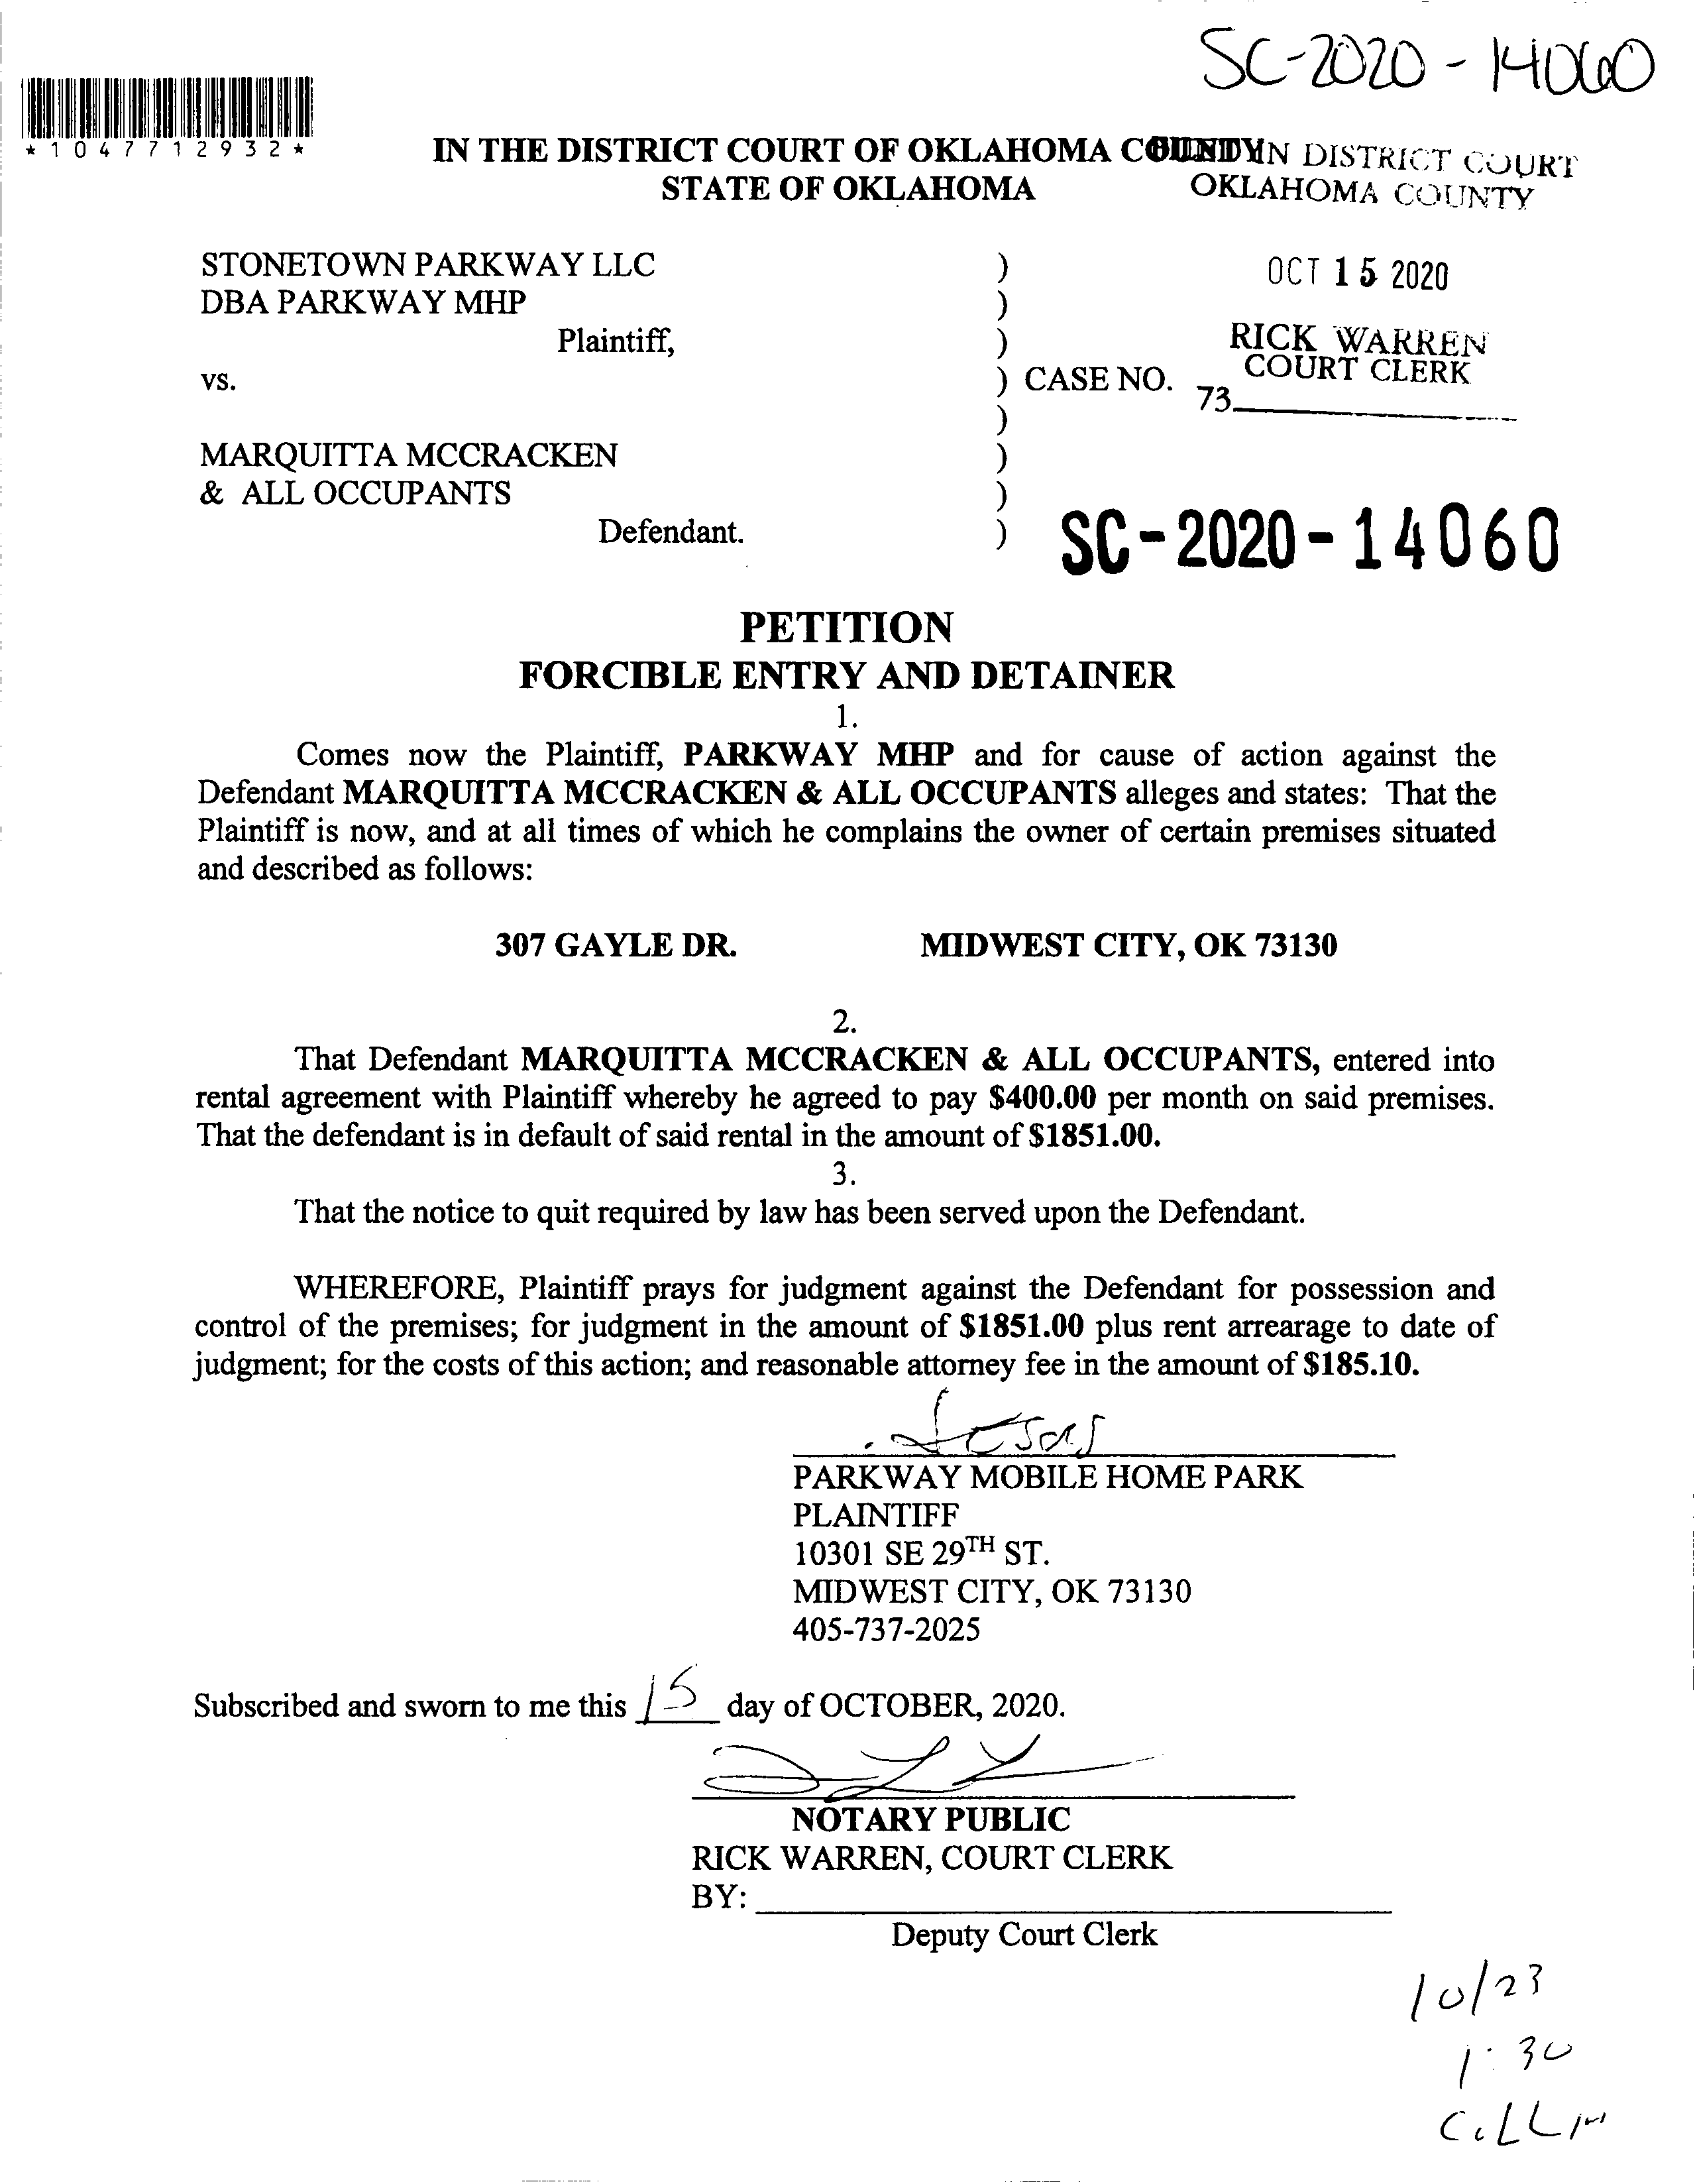 SC-2020-14060
*1047712932*
IN THE DISTRICT COURT OF OKLAHOMA COUNTY
STATE OF OKLAHOMA
FILED IN DISTRICT COURT
OKLAHOMA COUNTY
STONETOWN PARKWAY LLC )
DBA PARKWAY MHP )
Plaintiff, )
OCT 15 2020
RICK WARREN
COURT CLERK
vs. ) CASE NO.
73
)
MARQUITTA MCCRACKEN )
& ALL OCCUPANTS )
Defendant. )
SC-2020-14060
PETITION
FORCIBLE ENTRY AND DETAINER
1.
Comes now the Plaintiff, PARKWAY MHP and for cause of action against the
Defendant MARQUITTA MCCRACKEN & ALL OCCUPANTS alleges and states: That the
Plaintiff is now, and at all times of which he complains the owner of certain premises situated
and described as follows:
307 GAYLE DR. MIDWEST CITY, OK 73130
2.
That Defendant MARQUITTA MCCRACKEN & ALL OCCUPANTS, entered into
rental agreement with Plaintiff whereby he agreed to pay $400.00 per month on said premises.
That the defendant is in default of said rental in the amount of $1851.00.
3.
That the notice to quit required by law has been served upon the Defendant.
WHEREFORE, Plaintiff prays for judgment against the Defendant for possession and
control of the premises; for judgment in the amount of $1851.00 plus rent arrearage to date of
judgment; for the costs of this action; and reasonable attorney fee in the amount of $185.10.
PARKWAY MOBILE HOME PARK
PLAINTIFF
10301 SE 29TH ST.
MIDWEST CITY, OK 73130
405-737-2025
Subscribed and sworn to me this 15 day of OCTOBER, 2020.
NOTARY PUBLIC
RICK WARREN, COURT CLERK
BY:
Deputy Court Clerk
10/23
1:30